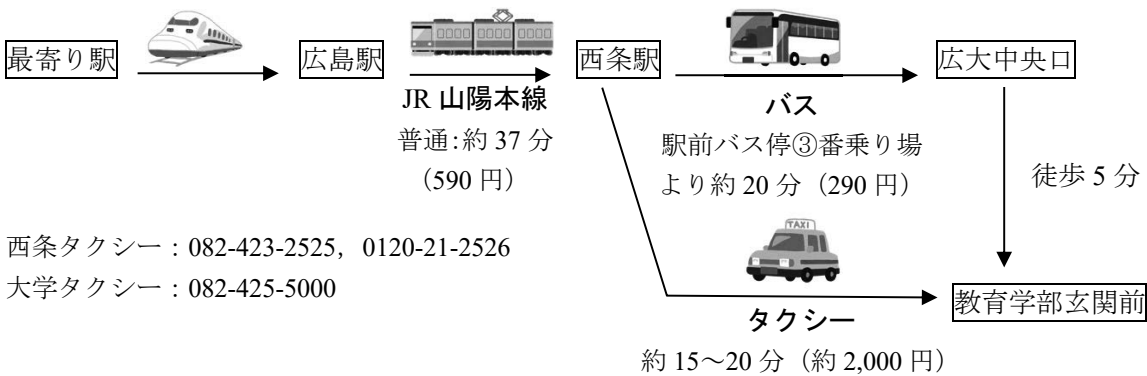 最寄り駅
広島駅
西条駅
広大中央口
JR 山陽本線
普通:約 37 分
（590 円）
バス
駅前バス停③番乗り場
より約 20 分（290 円）
徒歩 5 分
西条タクシー：082-423-2525，0120-21-2526
大学タクシー：082-425-5000
TAXI
タクシー
約 15～20 分（約 2,000 円）
教育学部玄関前